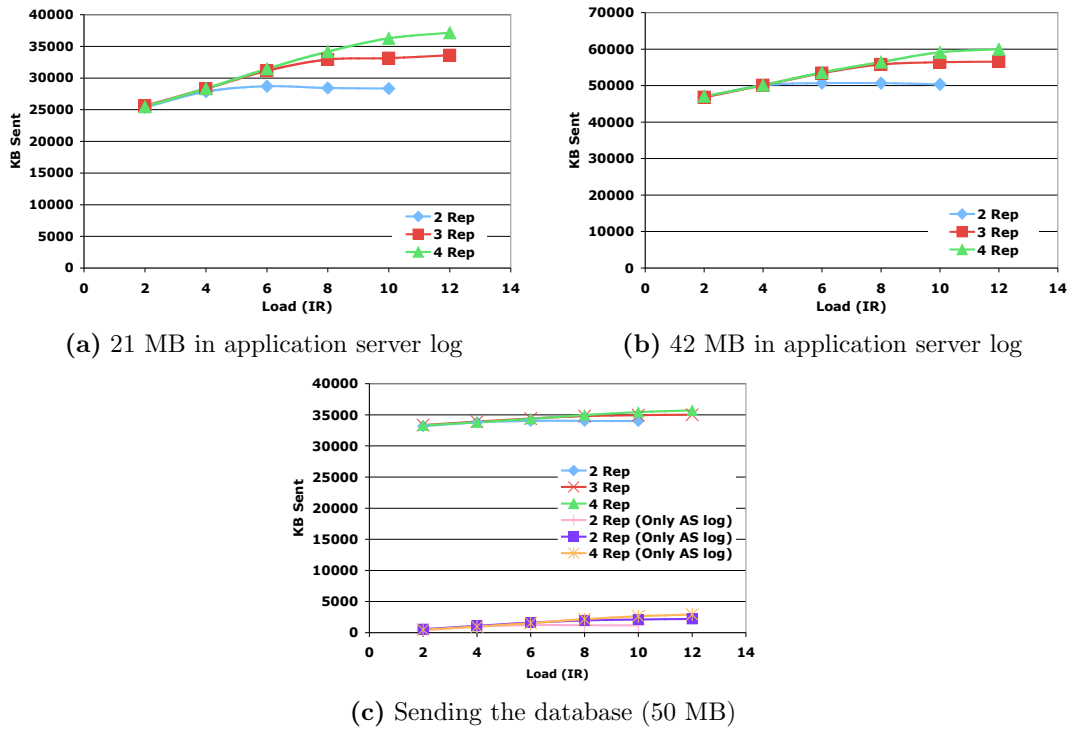 40000
35000
30000
25000
20000
15000
10000
5000
0
KB Sent
2 Rep
3 Rep
4 Rep
0 2 4 6 8 10 12 14
Load (IR)
(a) 21 MB in application server log
70000
60000
50000
40000
30000
20000
10000
0
KB Sent
2 Rep
3 Rep
4 Rep
0 2 4 6 8 10 12 14
Load (IR)
(b) 42 MB in application server log
40000
35000
30000
25000
20000
15000
10000
5000
0
KB Sent
2 Rep
3 Rep
4 Rep
2 Rep (Only AS log)
2 Rep (Only AS log)
4 Rep (Only AS log)
0 2 4 6 8 10 12 14
Load (IR)
(c) Sending the database (50 MB)